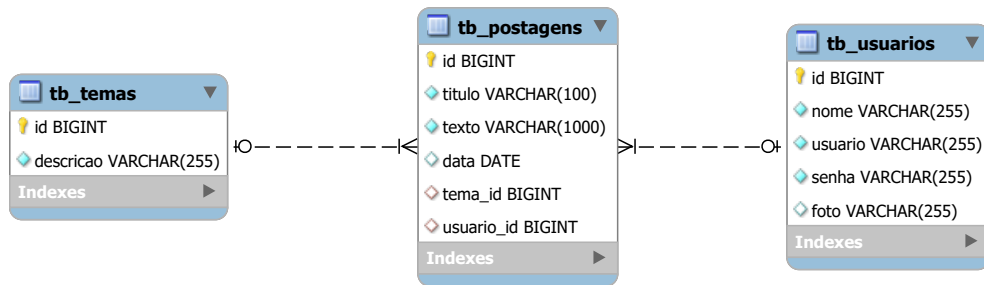 tb_temas
id BIGINT
descricao VARCHAR(255)
Indexes
tb_postagens
id BIGINT
titulo VARCHAR(100)
texto VARCHAR(1000)
data DATE
tema_id BIGINT
usuario_id BIGINT
Indexes
tb_usuarios
id BIGINT
nome VARCHAR(255)
usuario VARCHAR(255)
senha VARCHAR(255)
foto VARCHAR(255)
Indexes